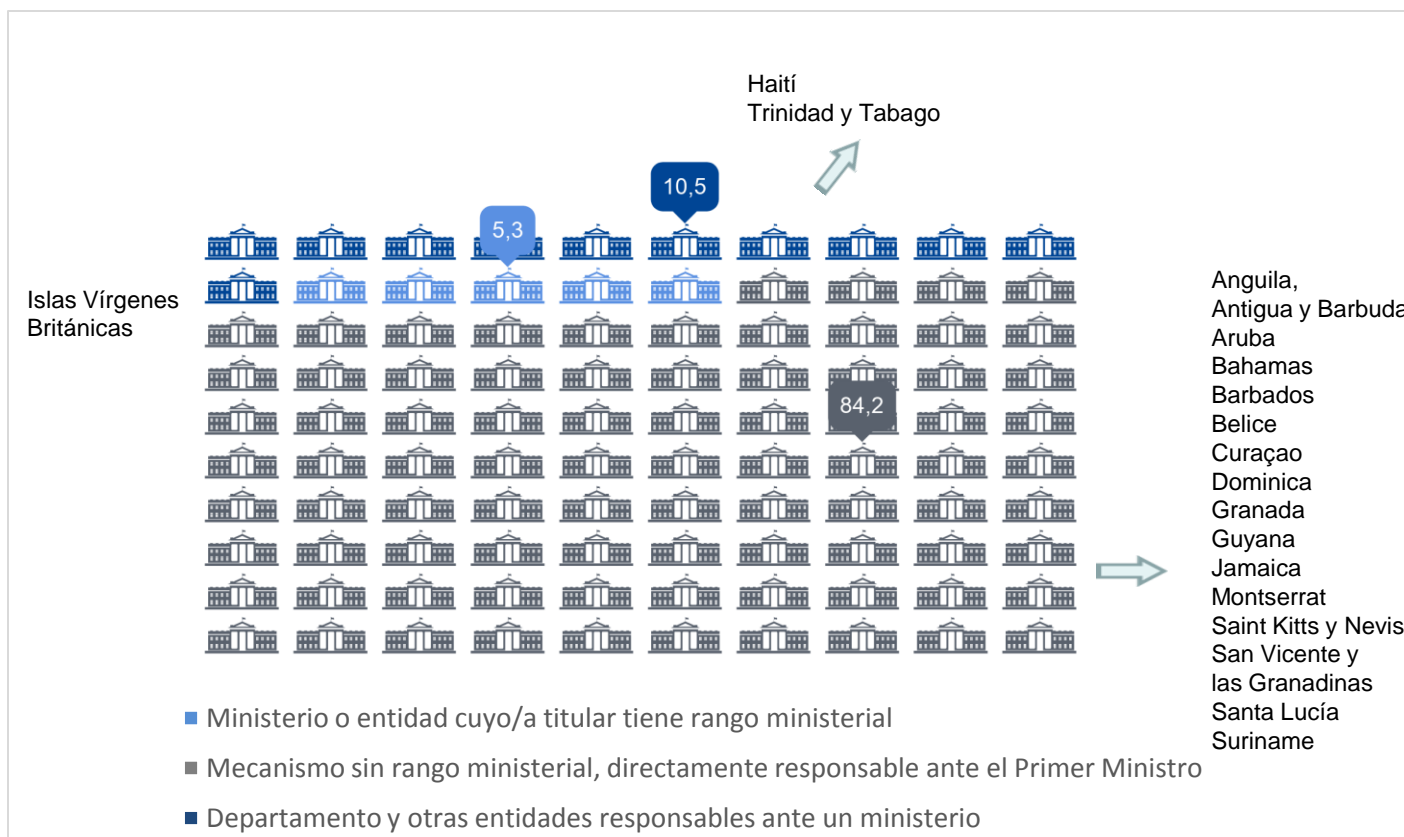 Haití
Trinidad y Tabago
10,5
5,3
Islas Vírgenes
Británicas
84,2
Anguila,
Antigua y Barbuda
Aruba
Bahamas
Barbados
Belice
Curaçao
Dominica
Granada
Guyana
Jamaica
Montserrat
Saint Kitts y Nevis
San Vicente y
las Granadinas
Santa Lucía
Suriname
Ministerio o entidad cuyo/a titular tiene rango ministerial
Mecanismo sin rango ministerial, directamente responsable ante el Primer Ministro
Departamento y otras entidades responsables ante un ministerio